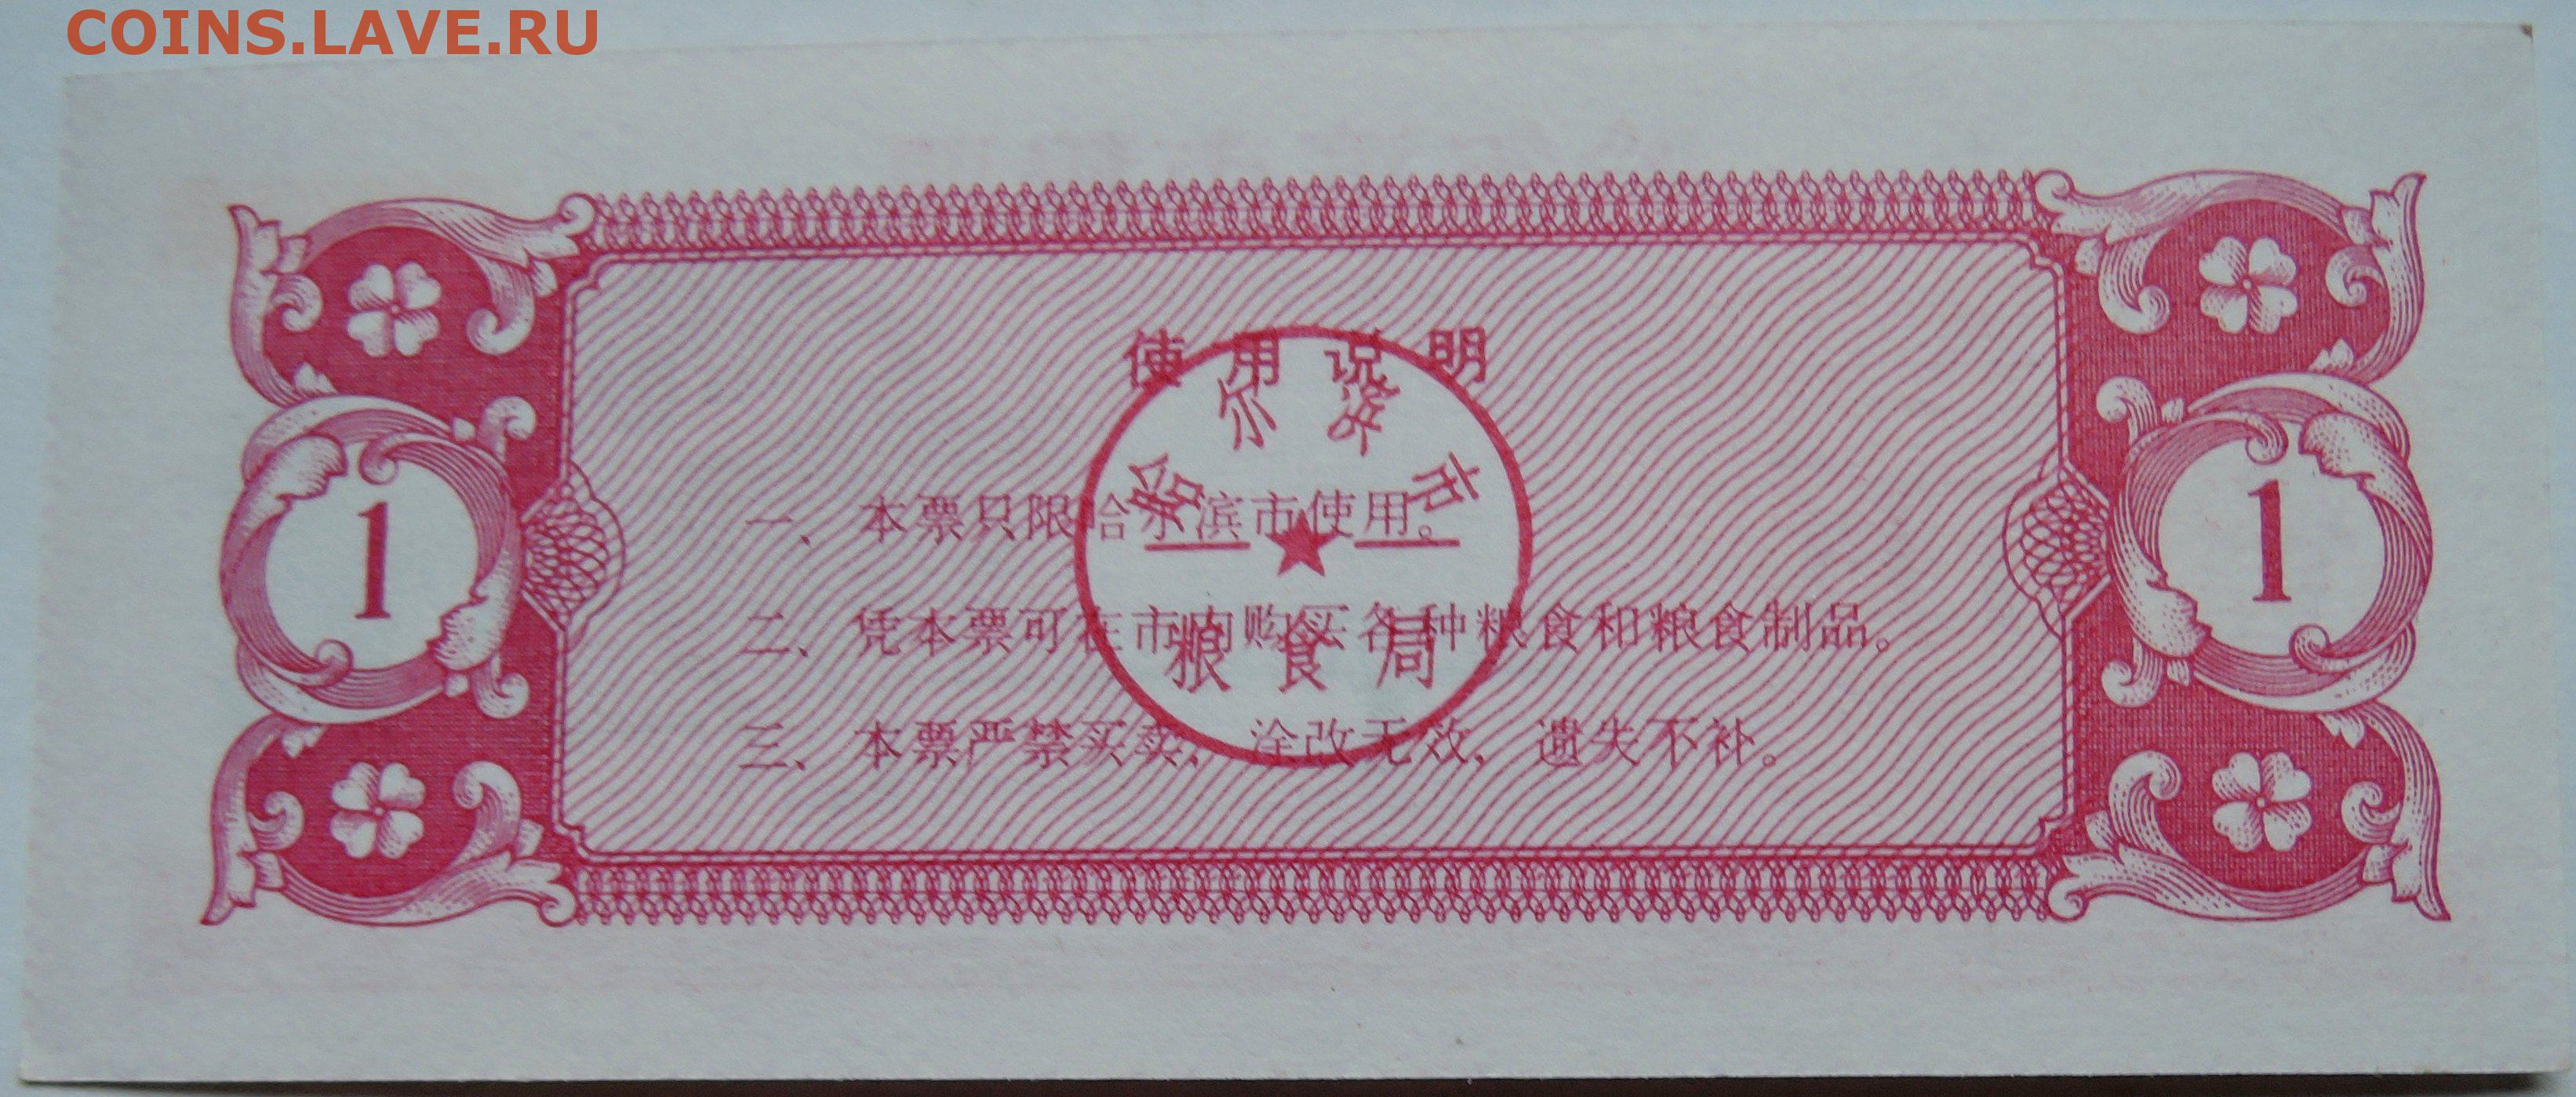 COINS.LAVE.RU
使用说明
哈尔滨市
一、本票只限哈尔滨市使用。
1
1
二、凭本票可在市内购买各种粮食和粮食制品。
粮食局
三、本票严禁买卖，涂改无效，遗失不补。